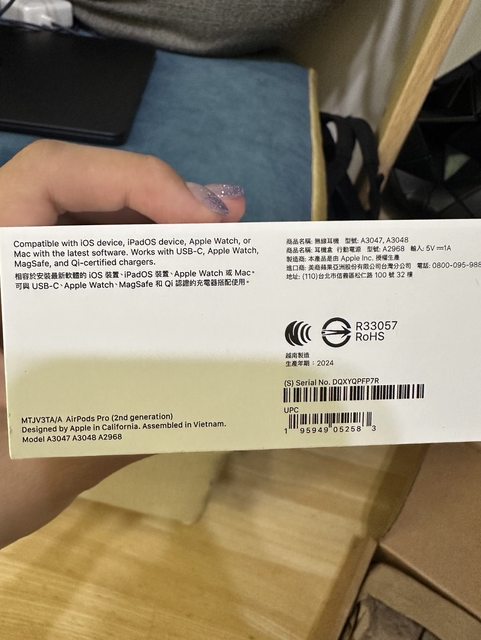 Compatible with iOS device, iPadOS device, Apple Watch, or
Mac with the latest software. Works with USB-C, Apple Watch,
MagSafe, and Qi-certified chargers.
相容於安裝最新軟體的 iOS 裝置、iPadOS 裝置、Apple Watch 或 Mac。
可與 USB-C、Apple Watch、MagSafe 和 Qi 認證的充電器搭配使用。
MTJV3TA/A AirPods Pro (2nd generation)
Designed by Apple in California. Assembled in Vietnam.
Model A3047 A3048 A2968
商品名稱: 無線耳機 型號: A3047, A3048
商品名稱: 耳機盒 行動電源 型號: A2968 輸入: 5V⎓1A
製造商: 本產品是由 Apple Inc. 授權生產
進口商: 美商蘋果亞洲股份有限公司台灣分公司 電話: 0800-095-988
地址: (110)台北市信義區松仁路 100 號 32 樓
R33057
RoHS
越南製造
生產年期: 2024
(S) Serial No. DQXYQPFP7R
UPC
1 95949 05258 3